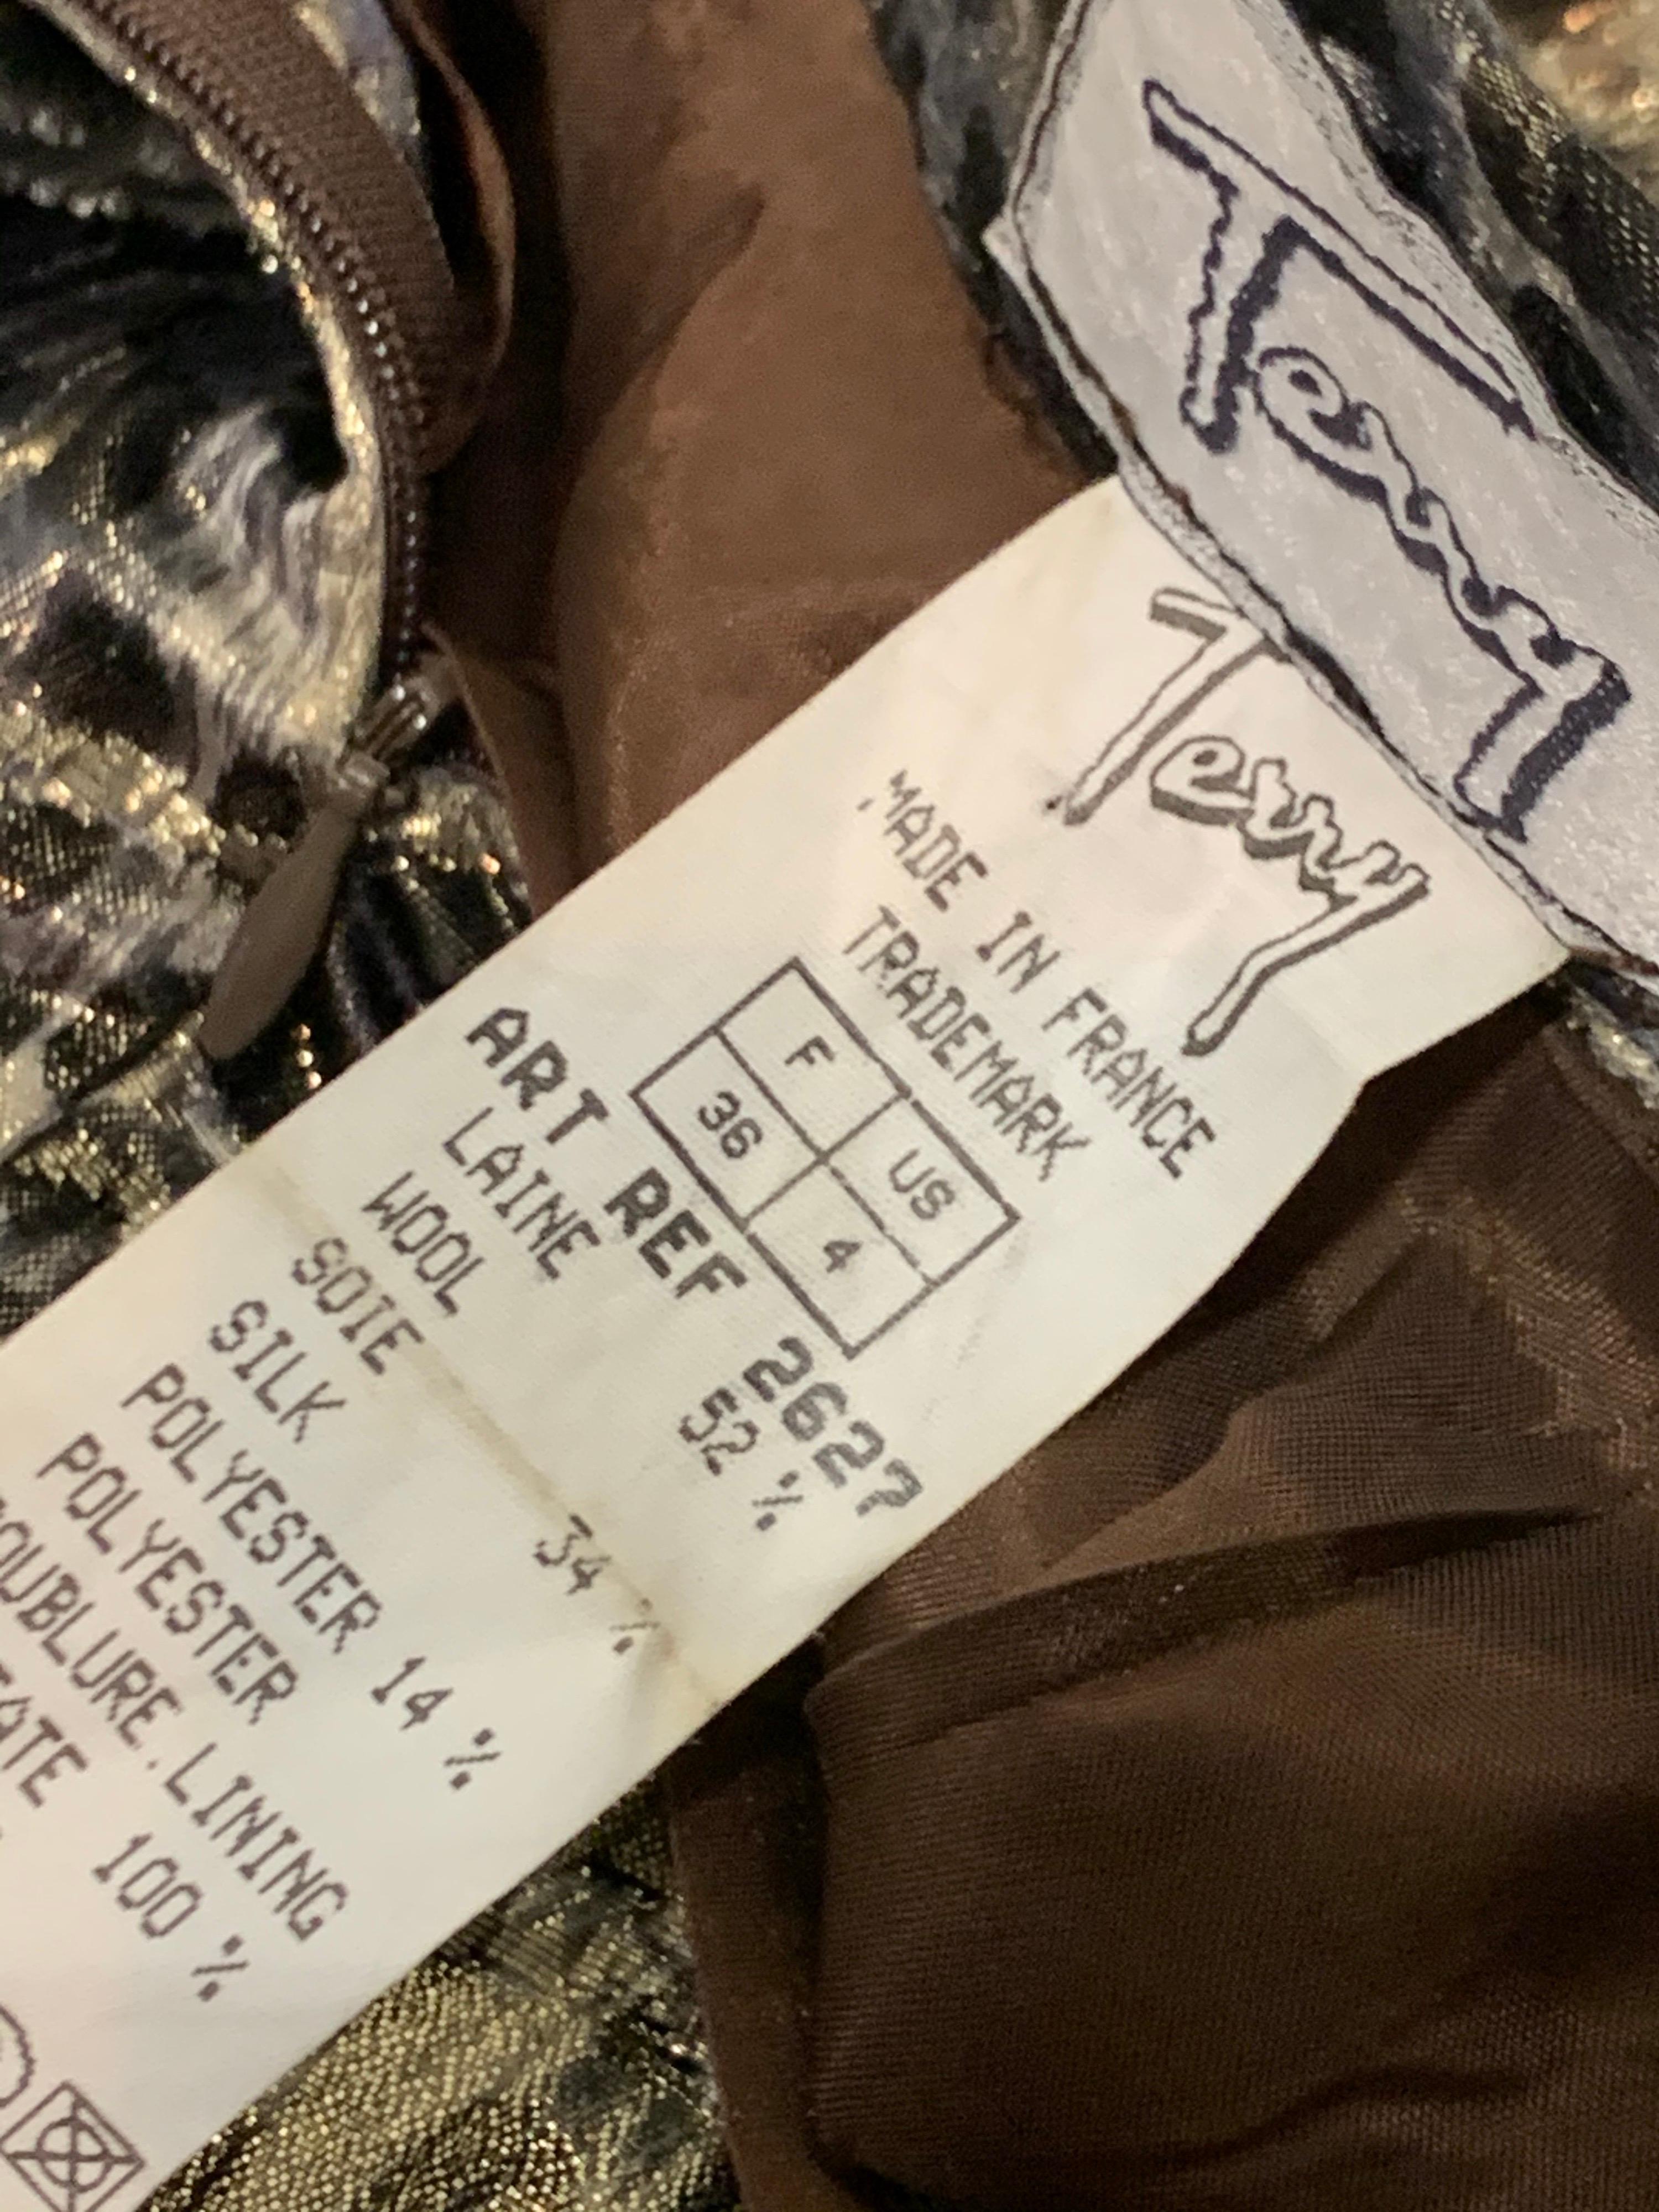 Terry
Terry
MADE IN FRANCE
TRADEMARK
F US
36 4
ART REF 2627
LAINE 52 %
WOOL
SOIE 34 %
SILK
POLYESTER 14 %
POLYESTER
DOUBLURE.LINING
100 %